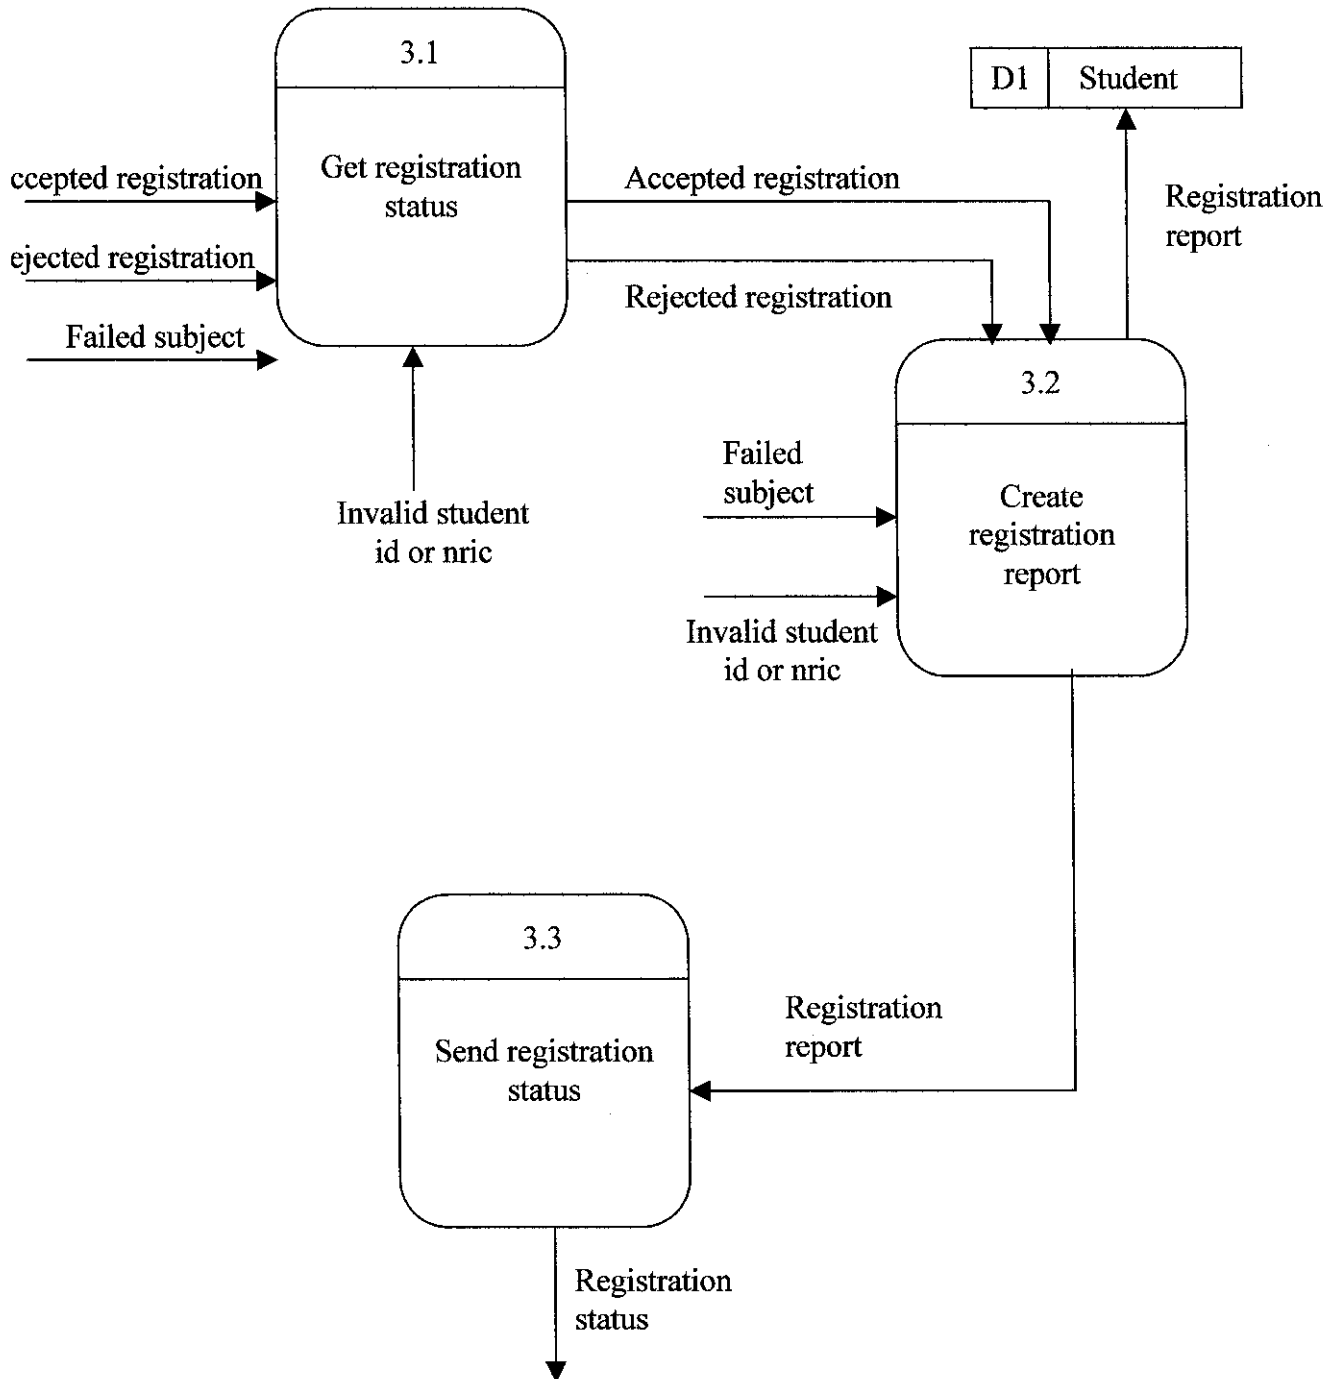 3.1
Get registration
status
ccepted registration
ejected registration
Failed subject
Invalid student
id or nric
Accepted registration
Rejected registration
D1 Student
Registration
report
3.2
Create
registration
report
Failed
subject
Invalid student
id or nric
3.3
Send registration
status
Registration
report
Registration
status